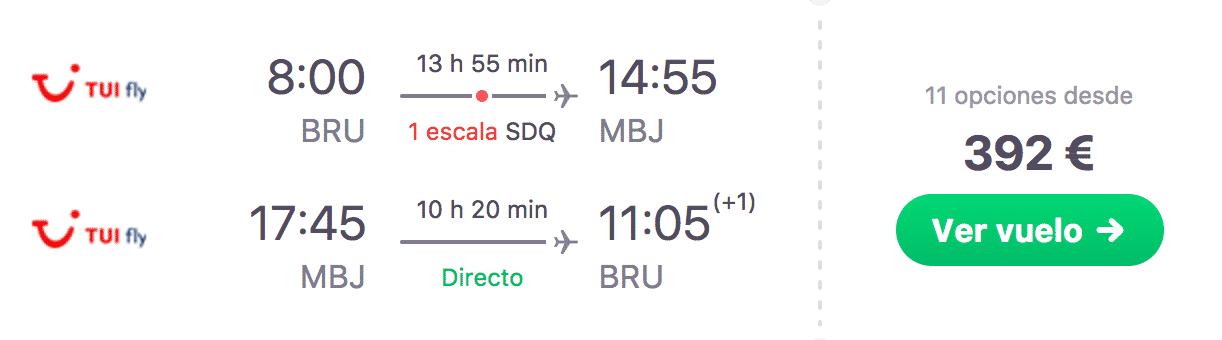 TUI fly
8:00
13 h 55 min
14:55
BRU
1 escala SDQ
MBJ
TUI fly
17:45
10 h 20 min
11:05 (+1)
MBJ
Directo
BRU
11 opciones desde
392 €
Ver vuelo →